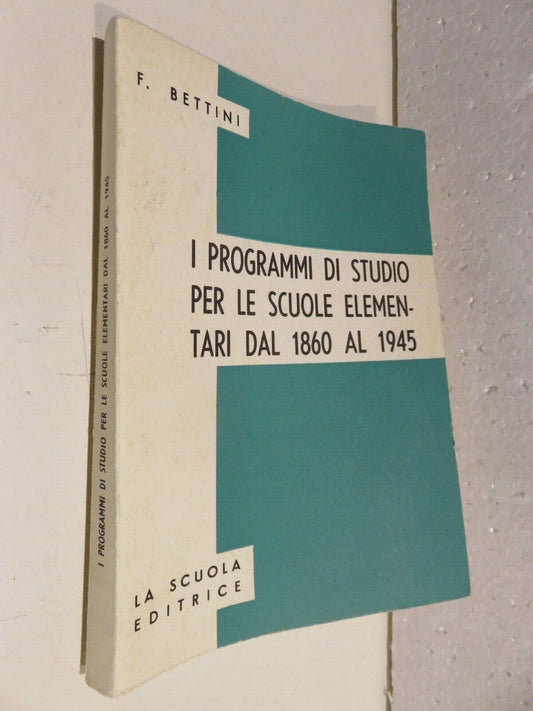 F. BETTINI
I PROGRAMMI DI STUDIO
PER LE SCUOLE ELEMEN-
TARI DAL 1860 AL 1945
LA SCUOLA
EDITRICE
I PROGRAMMI DI STUDIO PER LE SCUOLE ELEMENTARI DAL 1860 AL 1945